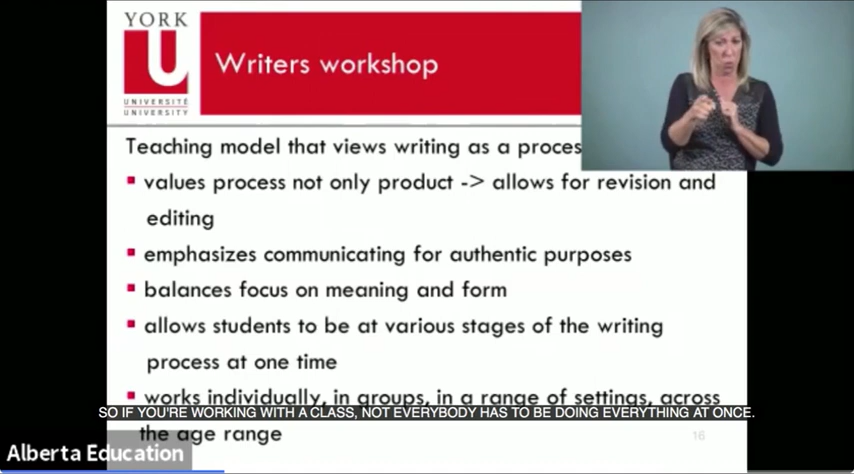 YORK
U
UNIVERSITÉ
UNIVERSITY
Writers workshop
Teaching model that views writing as a proces
values process not only product -> allows for revision and
editing
emphasizes communicating for authentic purposes
balances focus on meaning and form
allows students to be at various stages of the writing
process at one time
works individually, in groups, in a range of settings, across
SO IF YOU'RE WORKING WITH A CLASS, NOT EVERYBODY HAS TO BE DOING EVERYTHING AT ONCE.
the age range
16
Alberta Education